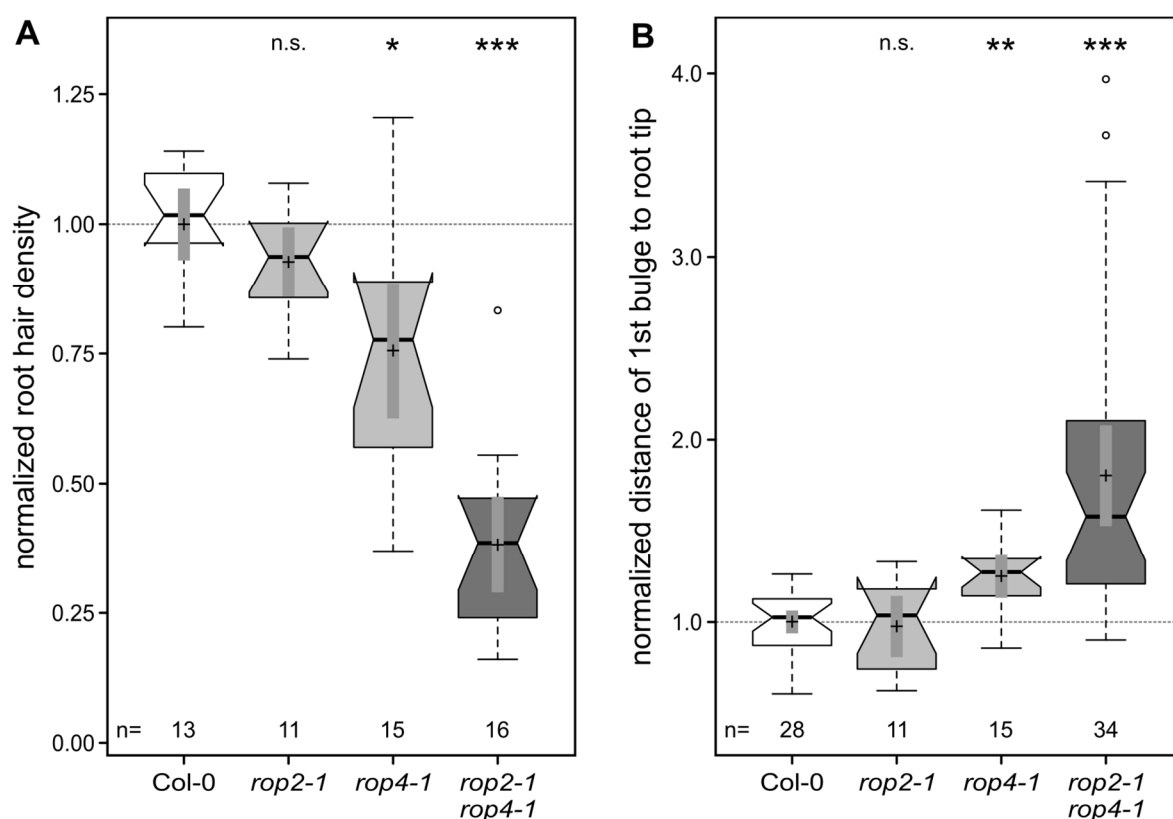 A
n.s. * ***
normalized root hair density
1.25
1.00
0.75
0.50
0.25
0.00
n= 13 11 15 16
Col-0 rop2-1 rop4-1 rop2-1
rop4-1
B
n.s. ** ***
normalized distance of 1st bulge to root tip
4.0
3.0
2.0
1.0
n= 28 11 15 34
Col-0 rop2-1 rop4-1 rop2-1
rop4-1